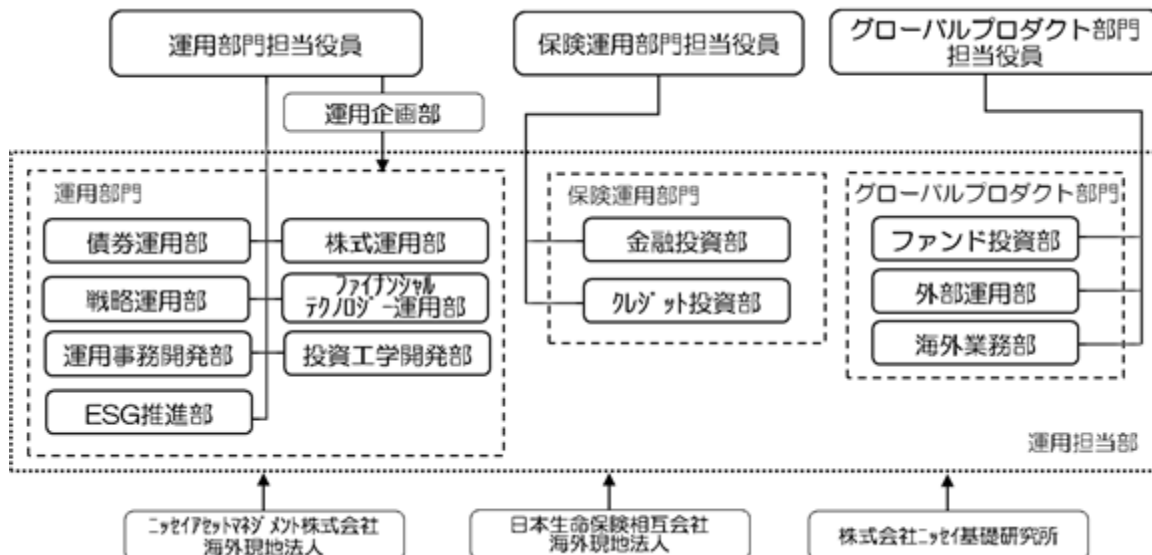 運用部門担当役員
保険運用部門担当役員
グローバルプロダクト部門
担当役員
運用企画部
運用部門
債券運用部
株式運用部
戦略運用部
ファイナンシャル
テクノロジー運用部
運用事務開発部
投資工学開発部
ESG推進部
保険運用部門
金融投資部
クレジット投資部
グローバルプロダクト部門
ファンド投資部
外部運用部
海外業務部
運用担当部
ニッセイアセットマネジメント株式会社
海外現地法人
日本生命保険相互会社
海外現地法人
株式会社ニッセイ基礎研究所